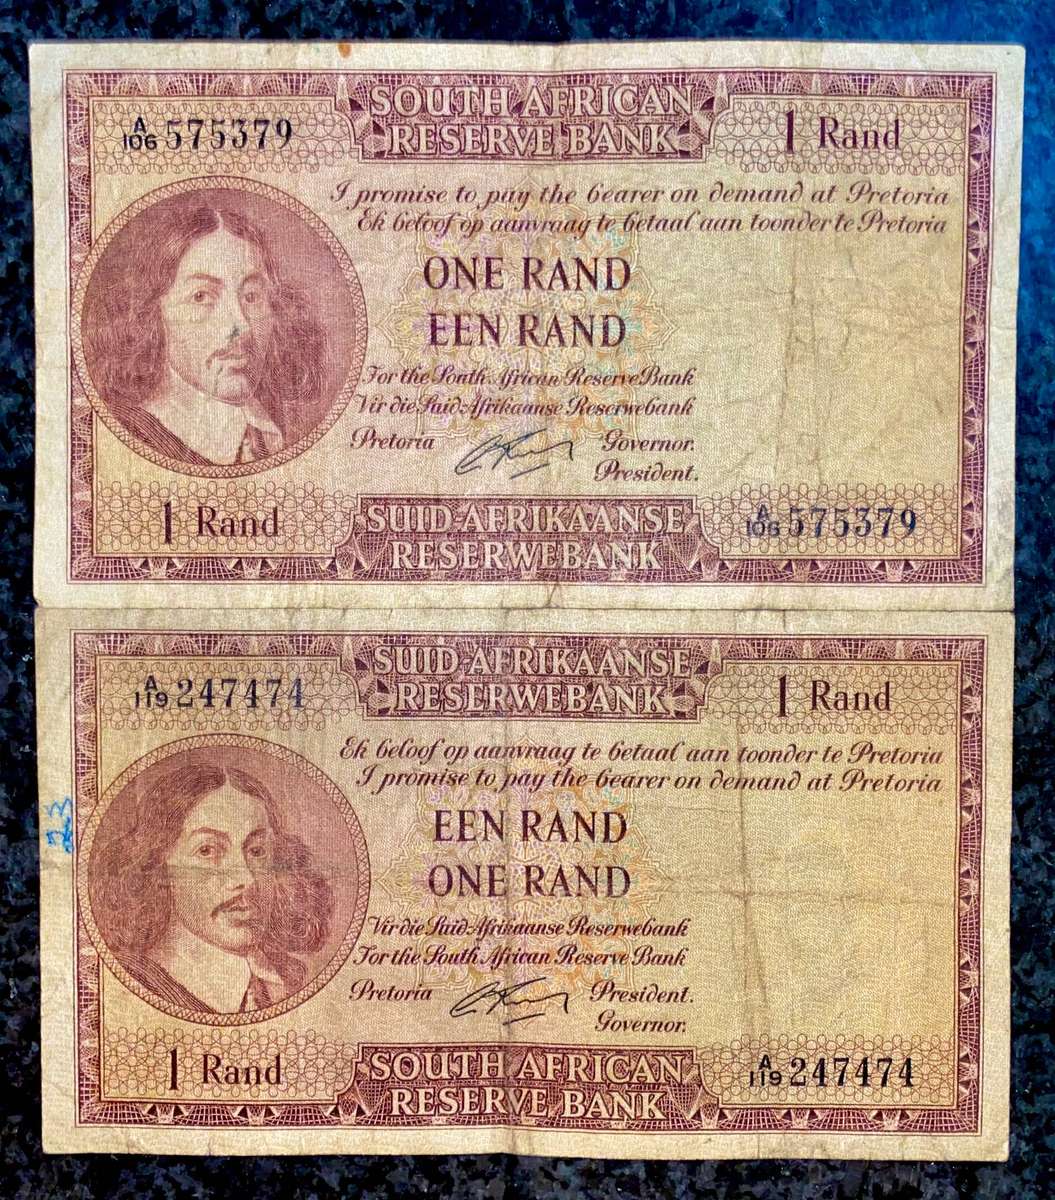 SOUTH AFRICAN
RESERVE BANK
A/106 575379
1 Rand
I promise to pay the bearer on demand at Pretoria
Ek beloof op aanvraag te betaal aan toonder te Pretoria
ONE RAND
EEN RAND
For the South African Reserve Bank
Vir die Suid-Afrikaanse Reserwebank
Pretoria Governor.
President.
1 Rand
SUID-AFRIKAANSE
RESERWEBANK
A/106 575379
SUID-AFRIKAANSE
RESERWEBANK
A/119 247474
1 Rand
Ek beloof op aanvraag te betaal aan toonder te Pretoria
I promise to pay the bearer on demand at Pretoria
23
EEN RAND
ONE RAND
Vir die Suid-Afrikaanse Reserwebank
For the South African Reserve Bank
Pretoria President.
Governor.
1 Rand
SOUTH AFRICAN
RESERVE BANK
A/119 247474